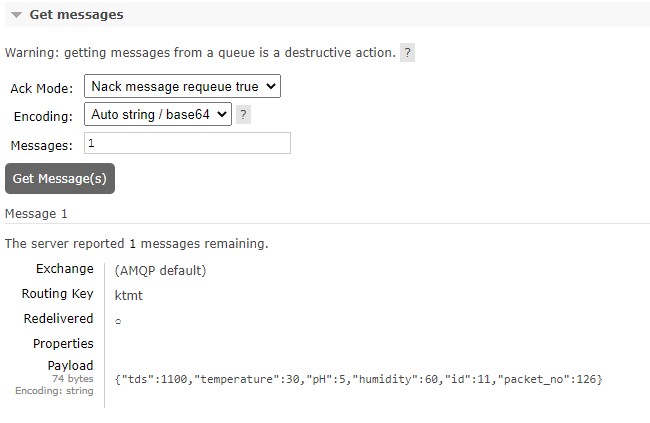 Get messages
Warning: getting messages from a queue is a destructive action. ?
Ack Mode: Nack message requeue true
Encoding: Auto string / base64 ?
Messages: 1
Get Message(s)
Message 1
The server reported 1 messages remaining.
Exchange (AMQP default)
Routing Key ktmt
Redelivered ○
Properties
Payload
74 bytes
Encoding: string
{"tds":1100,"temperature":30,"pH":5,"humidity":60,"id":11,"packet_no":126}